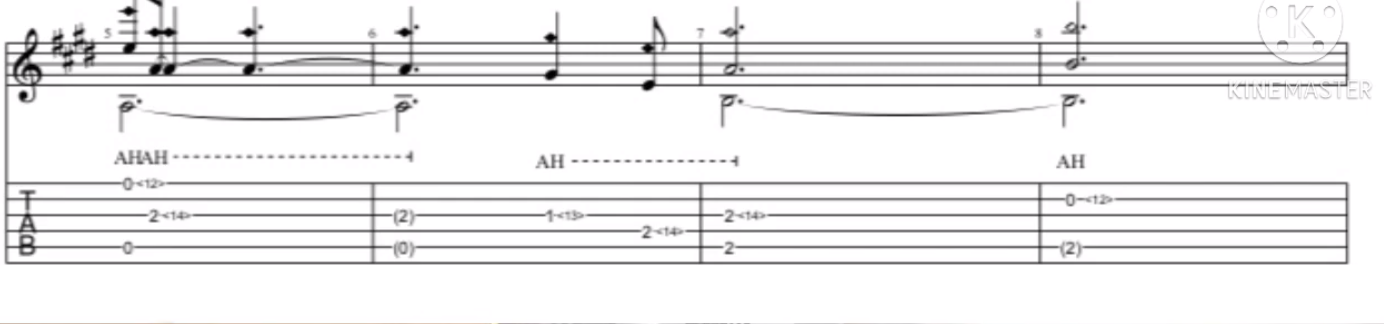 5 6 7 8
K
KINEMASTER
AHAH AH AH
T 0<12> 0<12>
A 2<14> (2) 1<13> 2<14>
2<14>
B 0 (0) 2 (2)